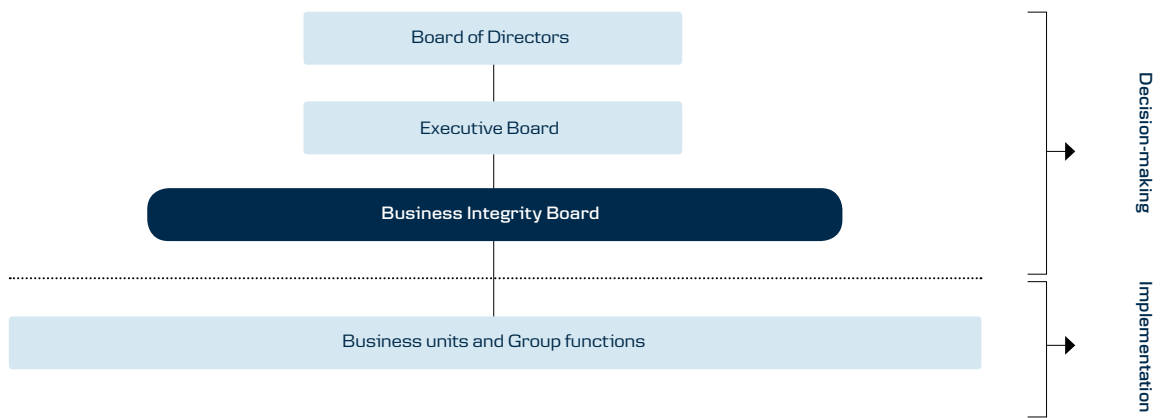 Board of Directors
Executive Board
Business Integrity Board
Decision-making
Business units and Group functions
Implementation